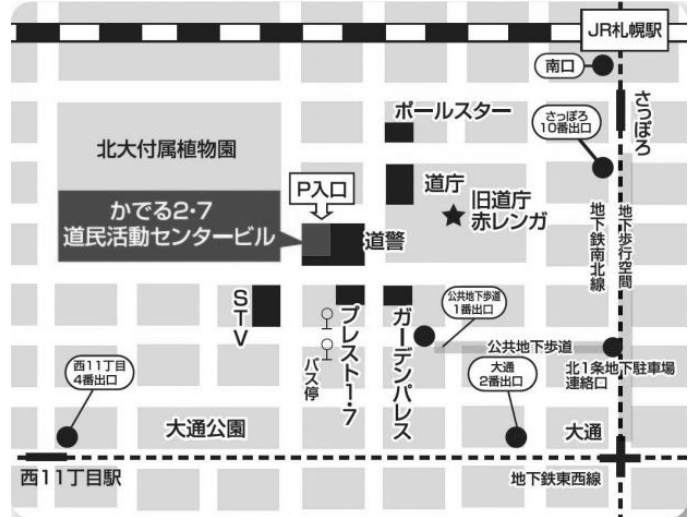 JR札幌駅
南口
さっぽろ
ポールスター
さっぽろ
10番出口
北大付属植物園
P入口
道庁
旧道庁
赤レンガ
かでる2・7
道民活動センタービル
道警
地下鉄南北線
地下歩行空間
STV
バス停
プレスト1・7
ガーデンパレス
公共地下歩道
1番出口
公共地下歩道
北1条地下駐車場
連絡口
西11丁目
4番出口
大通
2番出口
大通公園
大通
西11丁目駅
地下鉄東西線